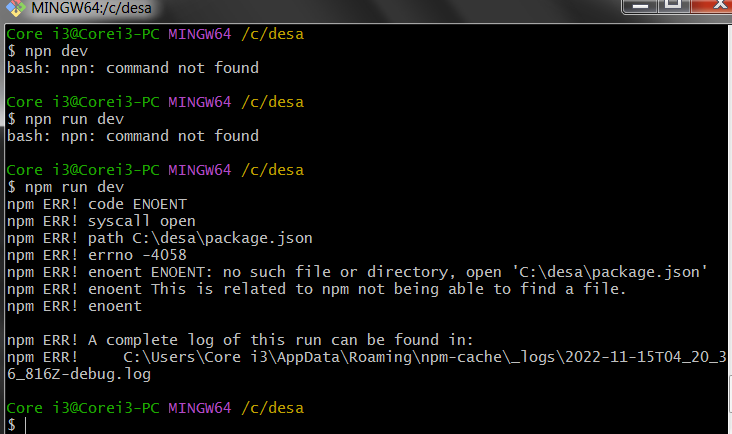 MINGW64:/c/desa
Core i3@Corei3-PC MINGW64 /c/desa
$ npn dev
bash: npn: command not found
Core i3@Corei3-PC MINGW64 /c/desa
$ npn run dev
bash: npn: command not found
Core i3@Corei3-PC MINGW64 /c/desa
$ npm run dev
npm ERR! code ENOENT
npm ERR! syscall open
npm ERR! path C:\desa\package.json
npm ERR! errno -4058
npm ERR! enoent ENOENT: no such file or directory, open 'C:\desa\package.json'
npm ERR! enoent This is related to npm not being able to find a file.
npm ERR! enoent
npm ERR! A complete log of this run can be found in:
npm ERR!     C:\Users\Core i3\AppData\Roaming\npm-cache\_logs\2022-11-15T04_20_3
6_816Z-debug.log
Core i3@Corei3-PC MINGW64 /c/desa
$